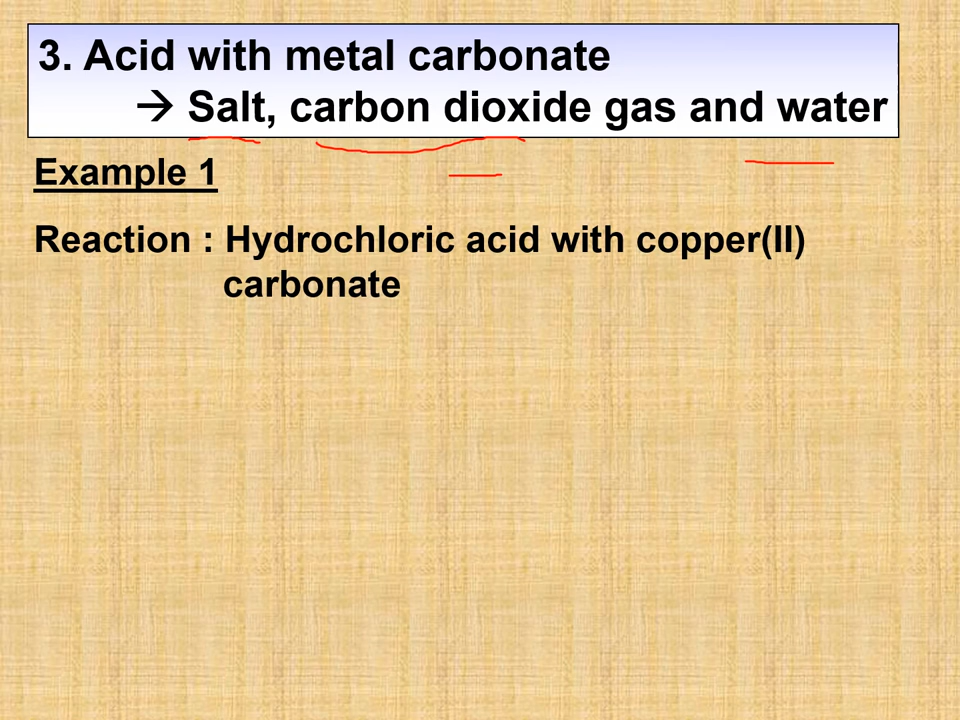 3. Acid with metal carbonate
→ Salt, carbon dioxide gas and water
Example 1
Reaction : Hydrochloric acid with copper(II)
carbonate